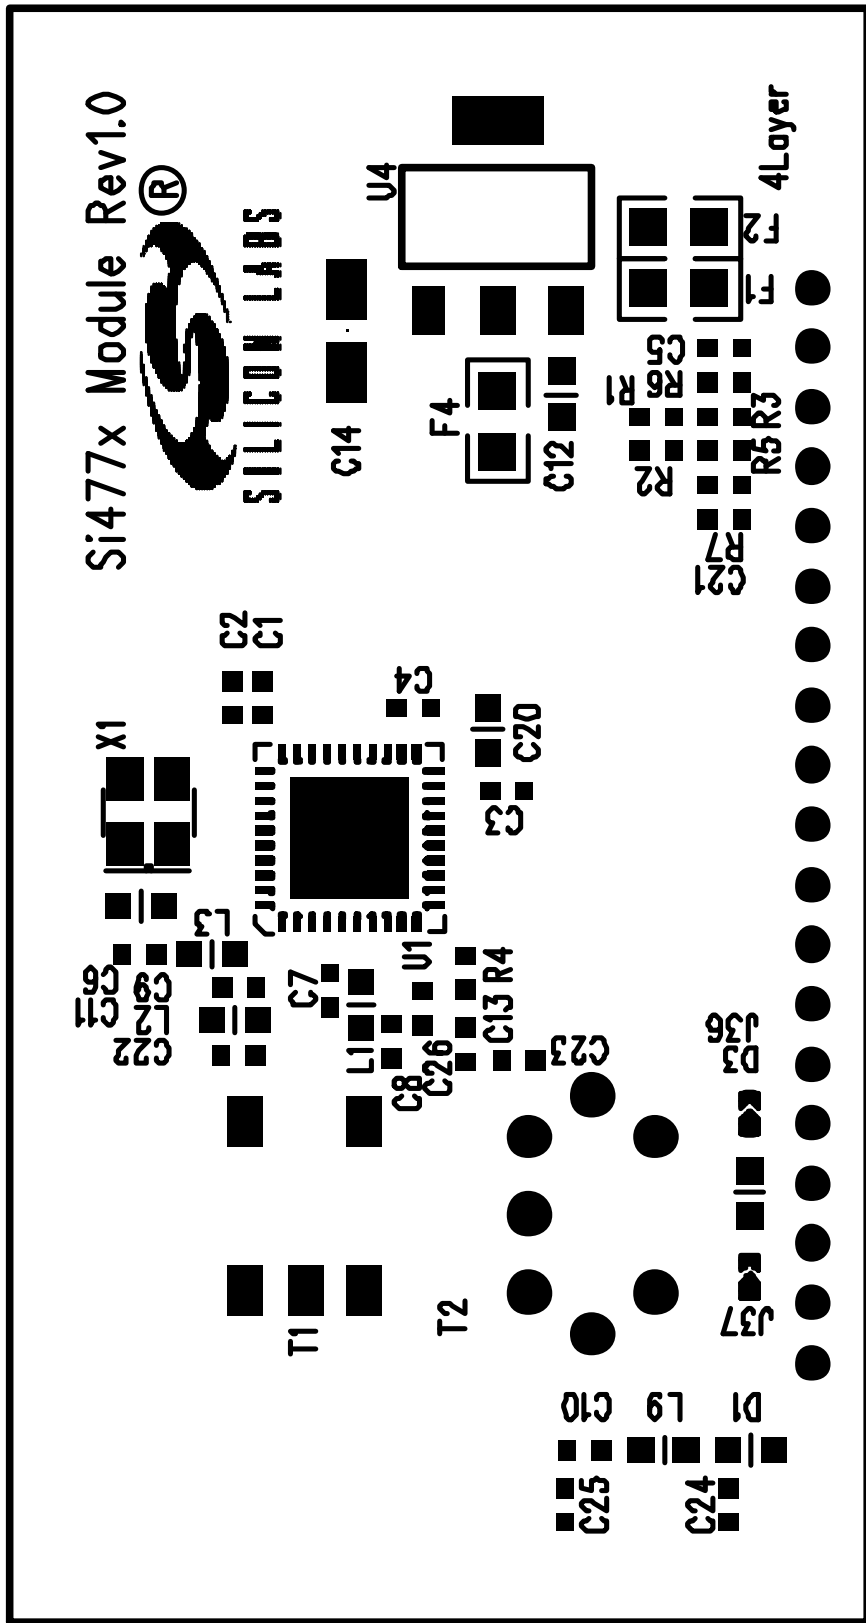 Si477x Module Rev1.0
®
SILICON LABS
4Layer
U4
F2
F1
C14
F4
C12
C5
R6
R1
R3
R2
R5
R7
C21
C2
C1
C4
X1
C20
C3
L3
U1
C6
C9
C11
L2
C22
C7
L1
R4
C13
C8
C26
C23
J36
D3
T1
T2
J37
C10
L9
D1
C25
C24